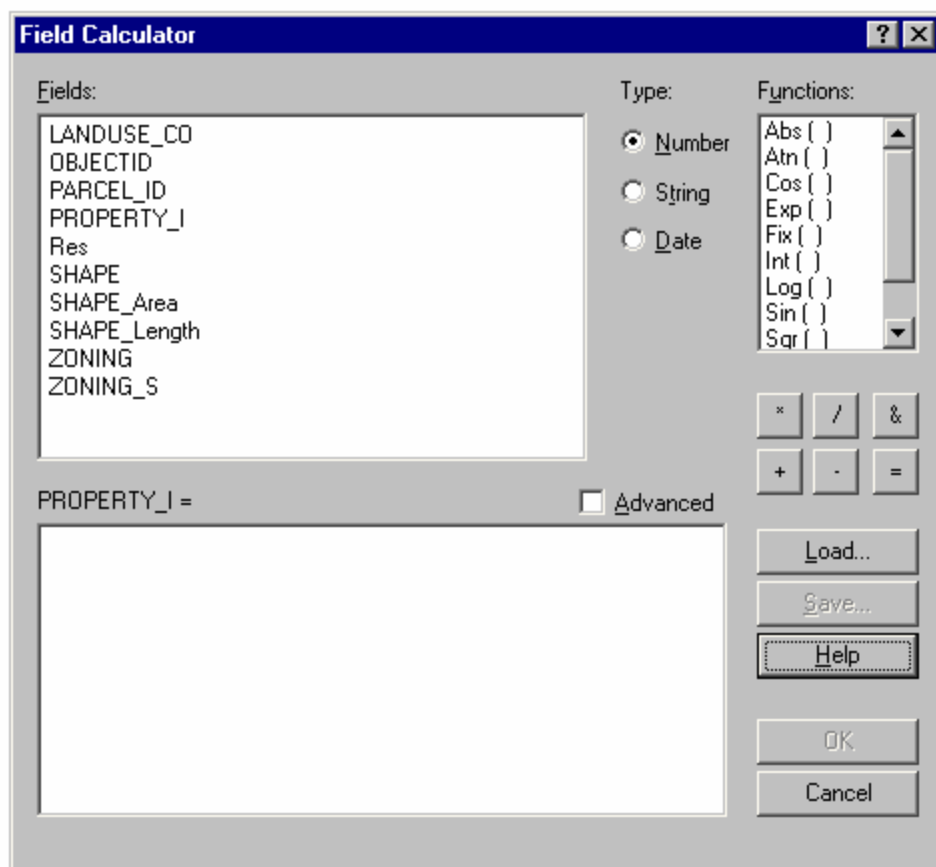 Field Calculator
? X
Fields:
LANDUSE_CO
OBJECTID
PARCEL_ID
PROPERTY_I
Res
SHAPE
SHAPE_Area
SHAPE_Length
ZONING
ZONING_S
Type:
Number
String
Date
Functions:
Abs ( )
Atn ( )
Cos ( )
Exp ( )
Fix ( )
Int ( )
Log ( )
Sin ( )
Sqr ( )
* / &
+ - =
PROPERTY_I =
Advanced
Load...
Save...
Help
OK
Cancel